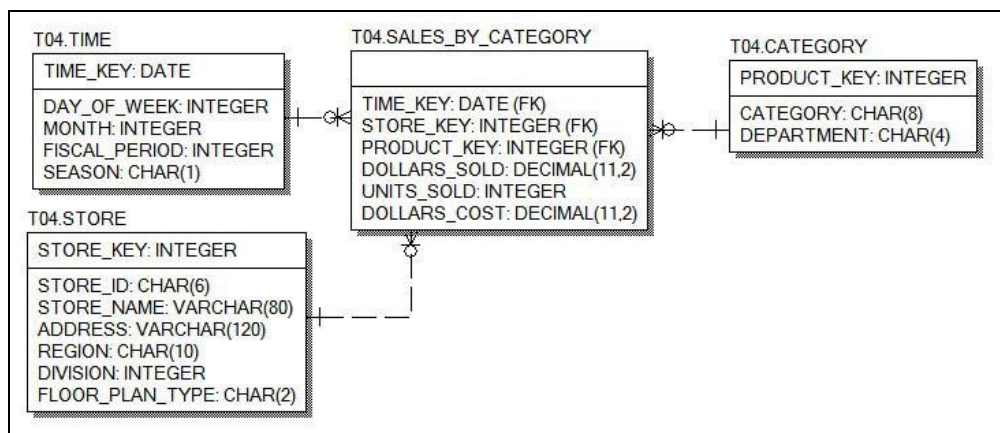 T04.TIME
TIME_KEY: DATE
DAY_OF_WEEK: INTEGER
MONTH: INTEGER
FISCAL_PERIOD: INTEGER
SEASON: CHAR(1)
T04.SALES_BY_CATEGORY
TIME_KEY: DATE (FK)
STORE_KEY: INTEGER (FK)
PRODUCT_KEY: INTEGER (FK)
DOLLARS_SOLD: DECIMAL(11,2)
UNITS_SOLD: INTEGER
DOLLARS_COST: DECIMAL(11,2)
T04.CATEGORY
PRODUCT_KEY: INTEGER
CATEGORY: CHAR(8)
DEPARTMENT: CHAR(4)
T04.STORE
STORE_KEY: INTEGER
STORE_ID: CHAR(6)
STORE_NAME: VARCHAR(80)
ADDRESS: VARCHAR(120)
REGION: CHAR(10)
DIVISION: INTEGER
FLOOR_PLAN_TYPE: CHAR(2)